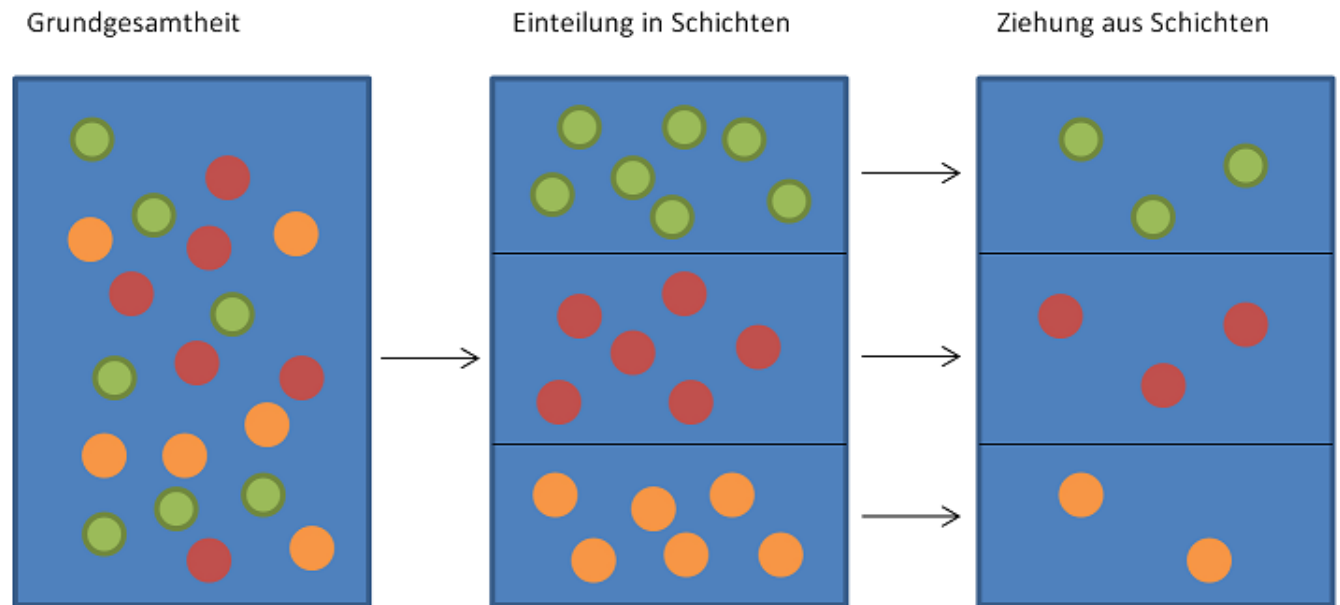 Grundgesamtheit
Einteilung in Schichten
Ziehung aus Schichten